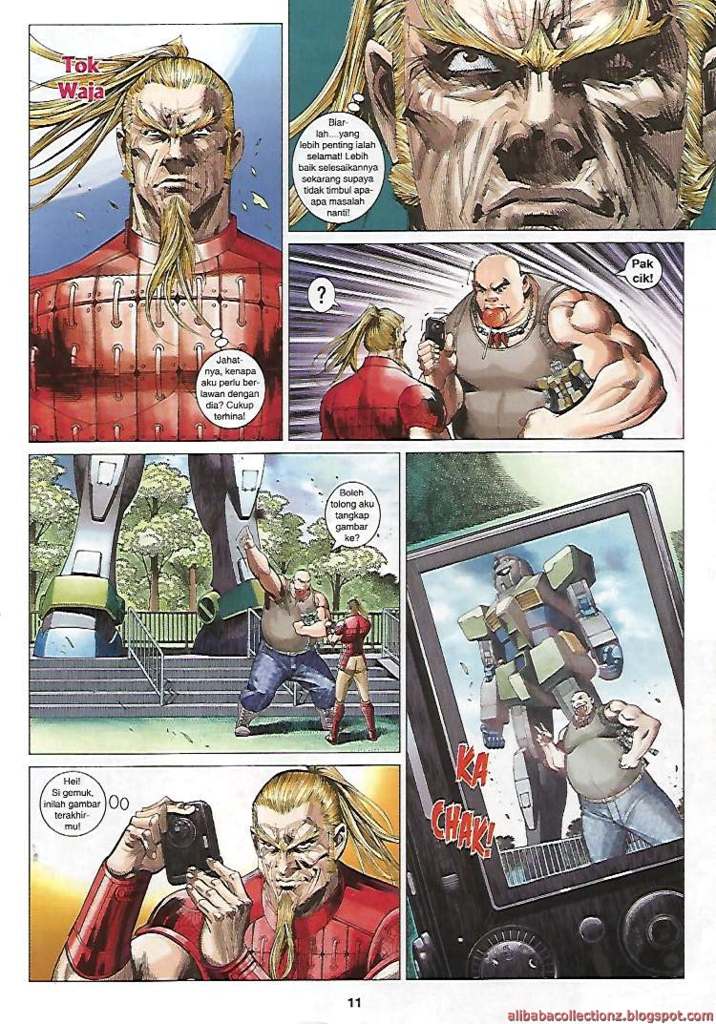 Tok
Waja
Jahat-
nya, kenapa
aku perlu ber-
lawan dengan
dia? Cukup
terhina!
Biar-
lah....yang
lebih penting ialah
selamat! Lebih
baik selesaikannya
sekarang supaya
tidak timbul apa-
apa masalah
nanti!
?
Pak
cik!
Boleh
tolong aku
tangkap
gambar
ke?
KA
CHAK!
Hei!
Si gemuk,
inilah gambar
terakhir-
mu!
11
alibabacollectionz.blogspot.com